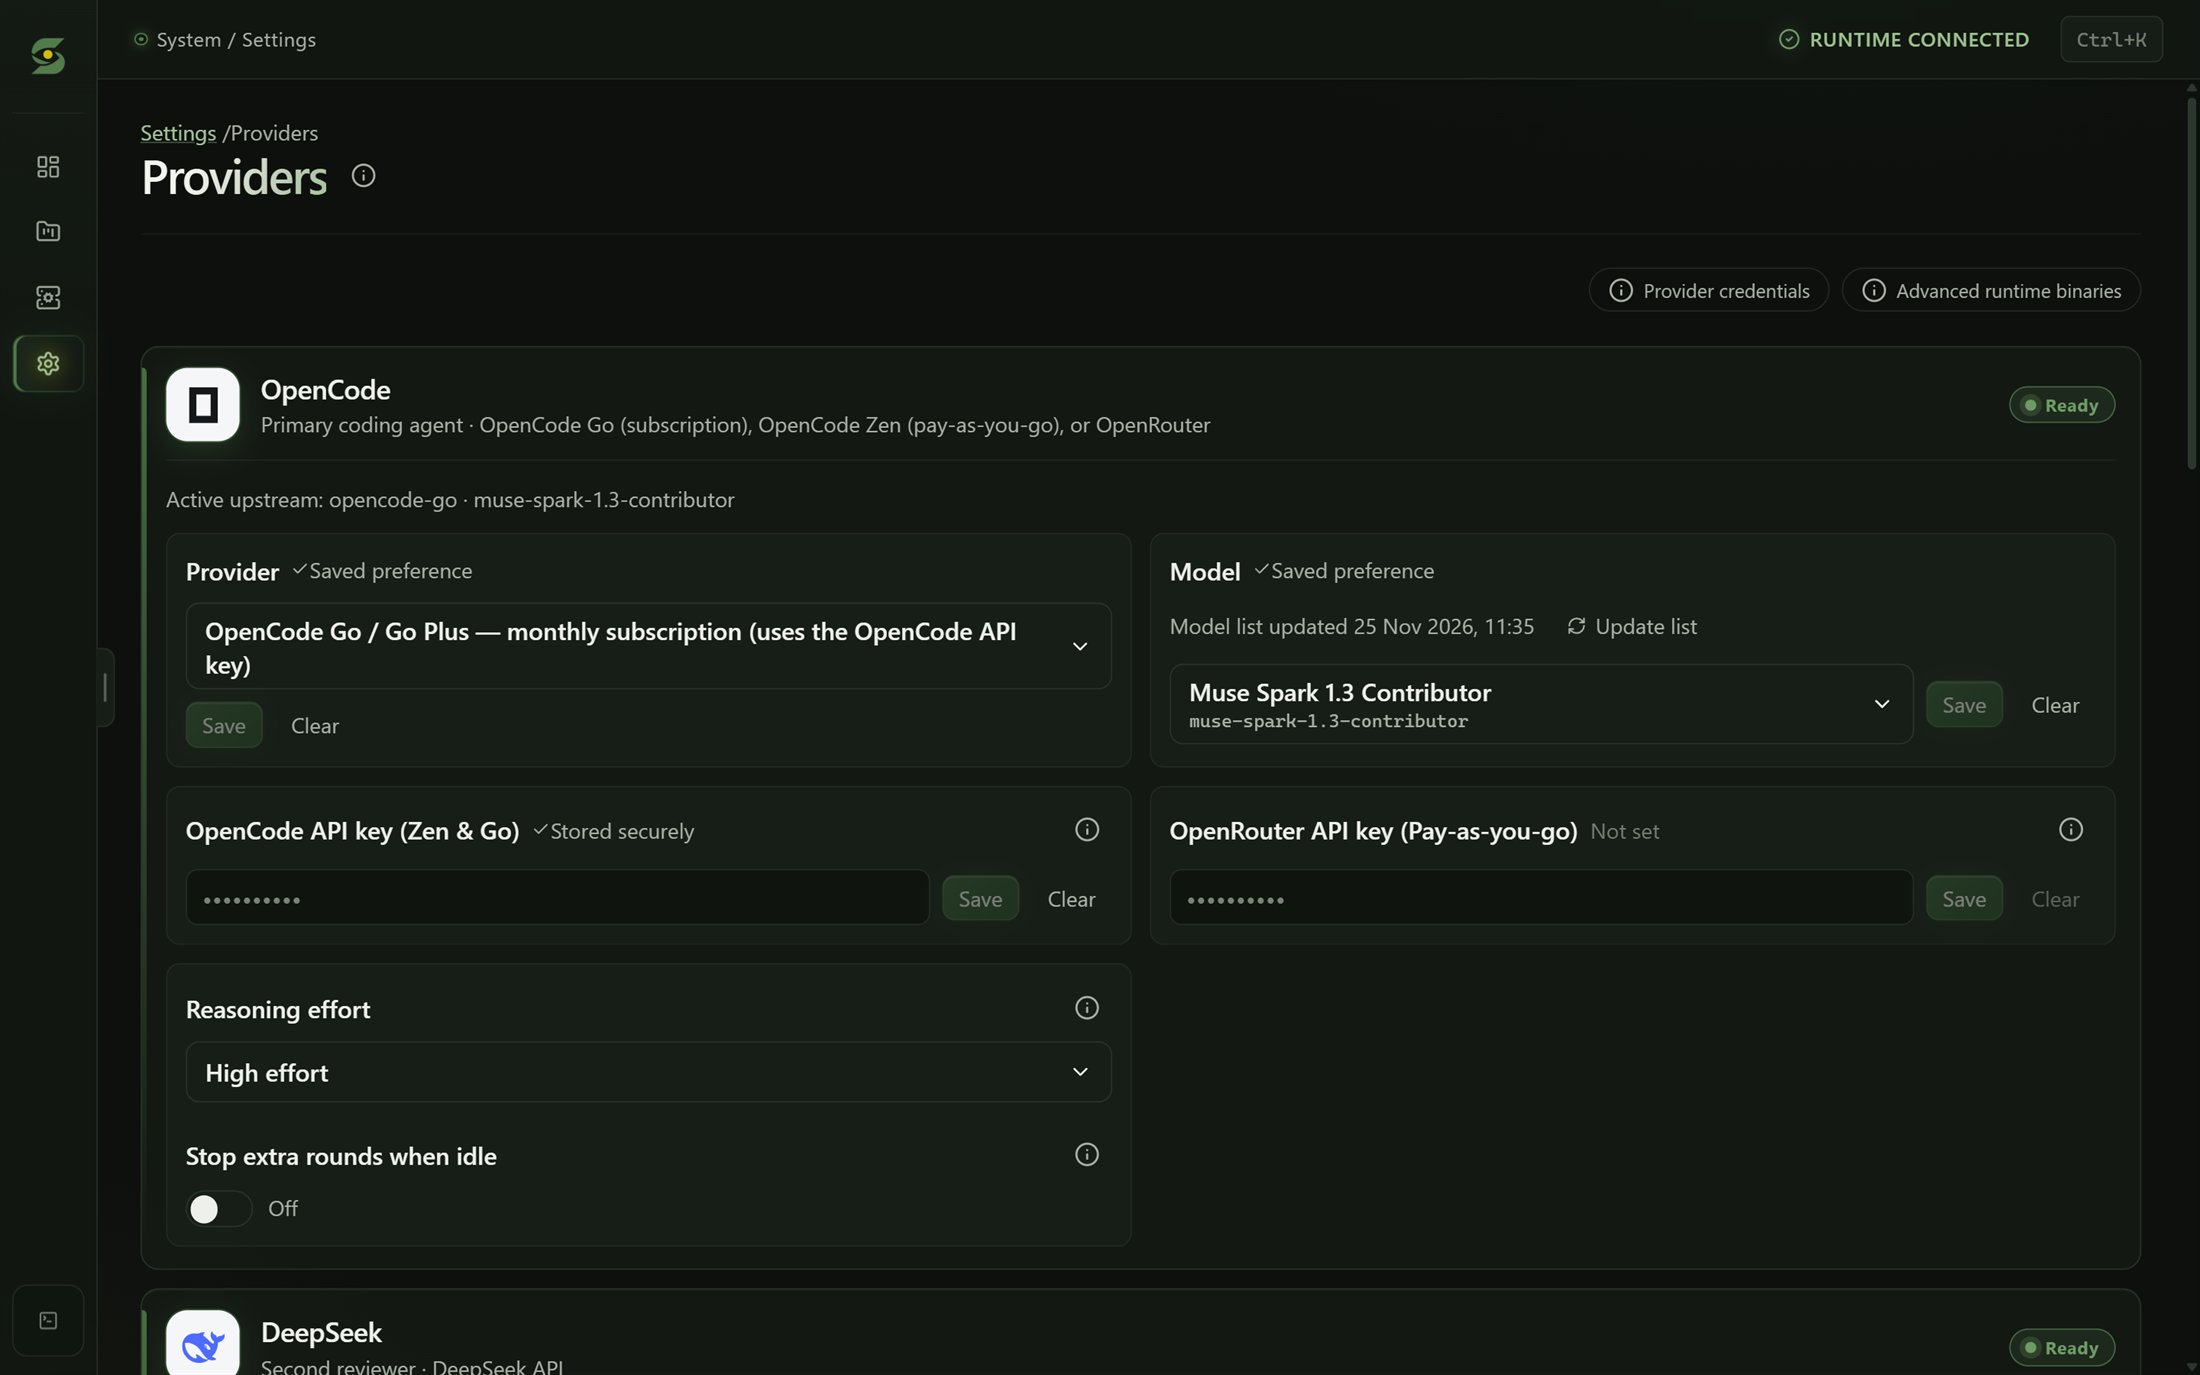 System / Settings
RUNTIME CONNECTED
Ctrl+K
Settings /Providers
Providers
Provider credentials
Advanced runtime binaries
OpenCode
Primary coding agent · OpenCode Go (subscription), OpenCode Zen (pay-as-you-go), or OpenRouter
Ready
Active upstream: opencode-go · muse-spark-1.3-contributor
Provider Saved preference
OpenCode Go / Go Plus — monthly subscription (uses the OpenCode API
key)
Save Clear
Model Saved preference
Model list updated 25 Nov 2026, 11:35 Update list
Muse Spark 1.3 Contributor
muse-spark-1.3-contributor
Save Clear
OpenCode API key (Zen & Go) Stored securely
••••••••••
Save Clear
OpenRouter API key (Pay-as-you-go) Not set
••••••••••
Save Clear
Reasoning effort
High effort
Stop extra rounds when idle
Off
DeepSeek
Second reviewer · DeepSeek API
Ready